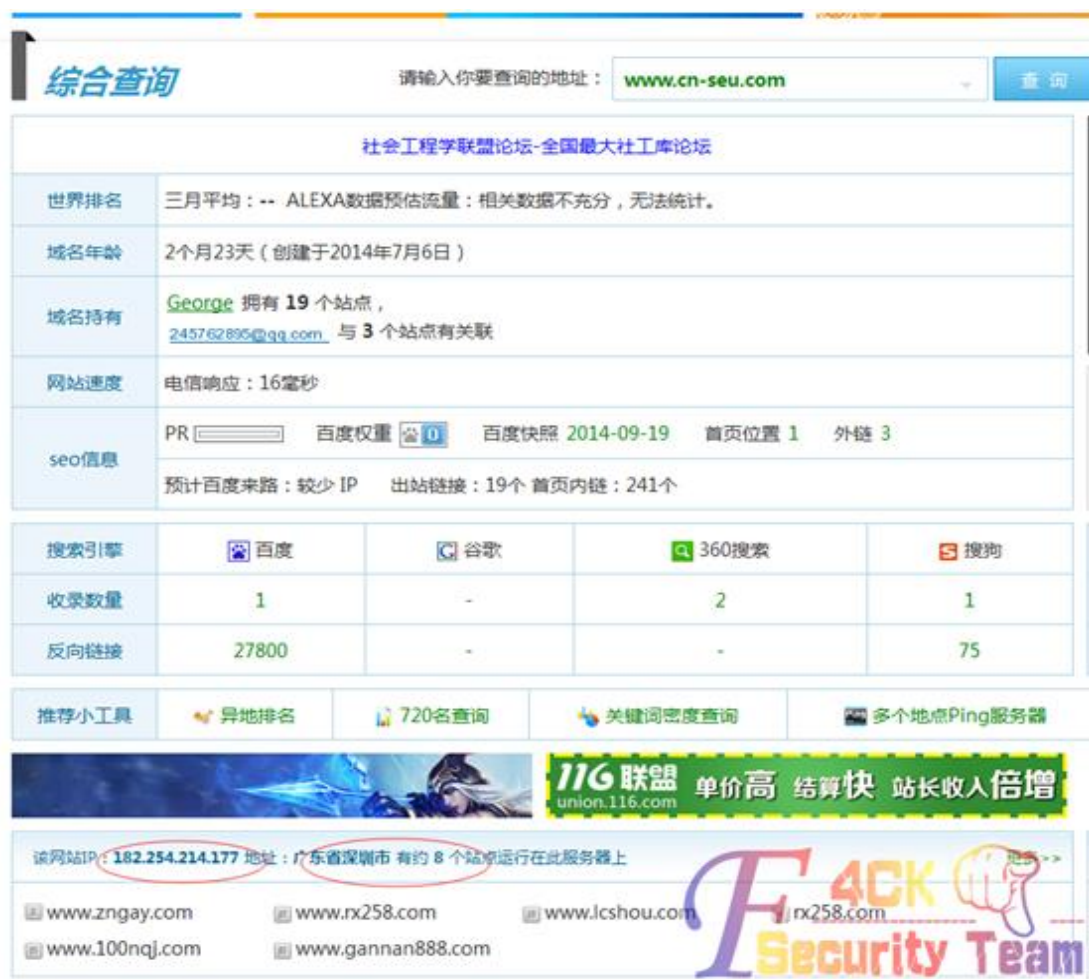 综合查询
请输入你要查询的地址： www.cn-seu.com 查 询
社会工程学联盟论坛-全国最大社工库论坛
世界排名 三月平均：-- ALEXA数据预估流量：相关数据不充分，无法统计。
域名年龄 2个月23天（创建于2014年7月6日）
域名持有 George 拥有 19 个站点，
245762895@qq.com 与 3 个站点有关联
网站速度 电信响应：16毫秒
seo信息
PR 百度权重 0 百度快照 2014-09-19 首页位置 1 外链 3
预计百度来路：较少 IP 出站链接：19个 首页内链：241个
搜索引擎 百度 谷歌 360搜索 搜狗
收录数量 1 - 2 1
反向链接 27800 - - 75
推荐小工具 异地排名 720名查询 关键词密度查询 多个地点Ping服务器
116 联盟 单价高 结算快 站长收入倍增
union.116.com
该网站IP：182.254.214.177 地址：广东省深圳市 有约 8 个站点运行在此服务器上 更多>>
www.zngay.com www.rx258.com www.lcshou.com rx258.com
www.100nqj.com www.gannan888.com
F4CK
Security Team